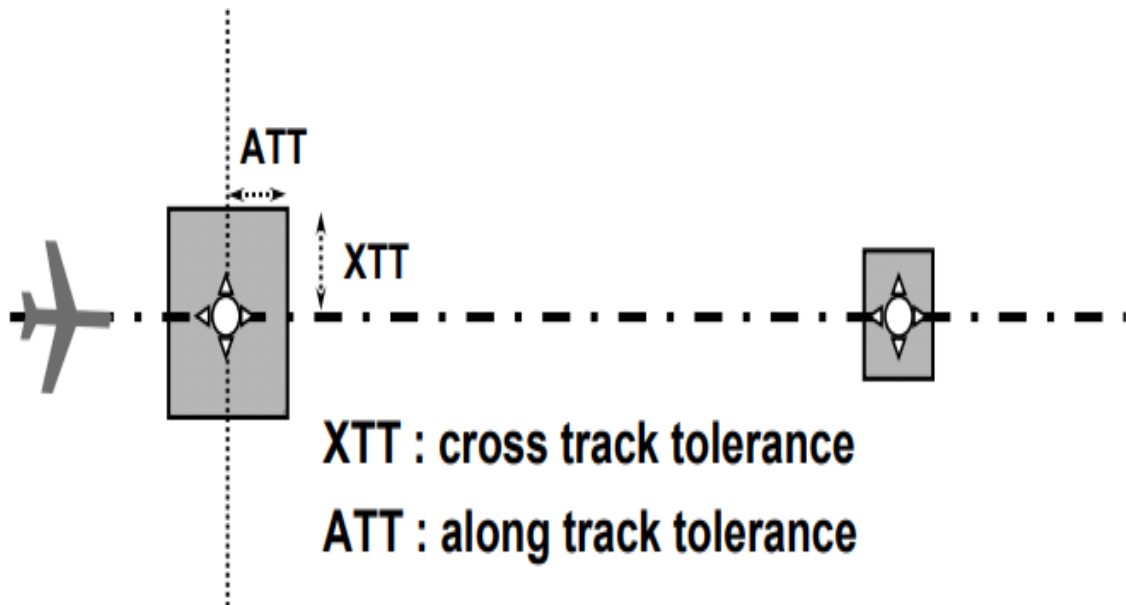 ATT
XTT
XTT : cross track tolerance
ATT : along track tolerance